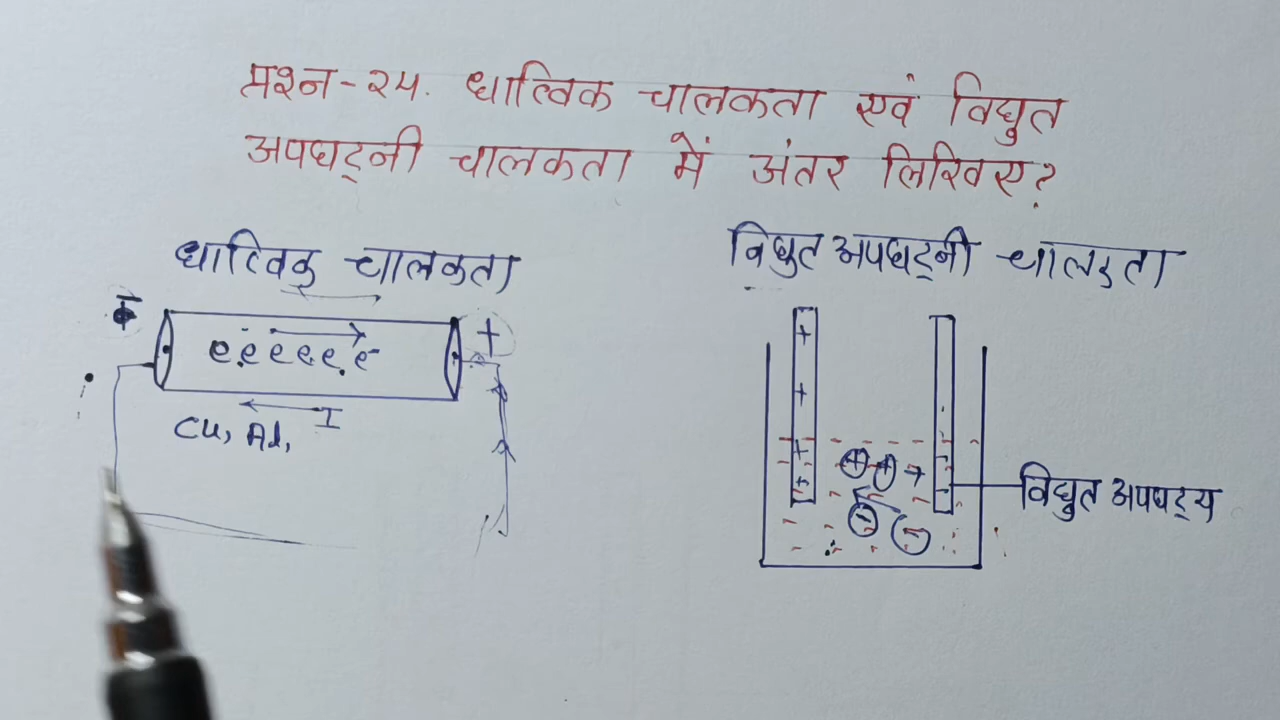 प्रश्न-२५. धात्विक चालकता एवं विद्युत
अपघट्नी चालकता में अंतर लिखिए?
धात्विक चालकता
विद्युत अपघट्नी चालकता
- +
e e e e e e⁻
I
Cu, Al,
+
+
+
+
+ + +
- -
विद्युत अपघट्य